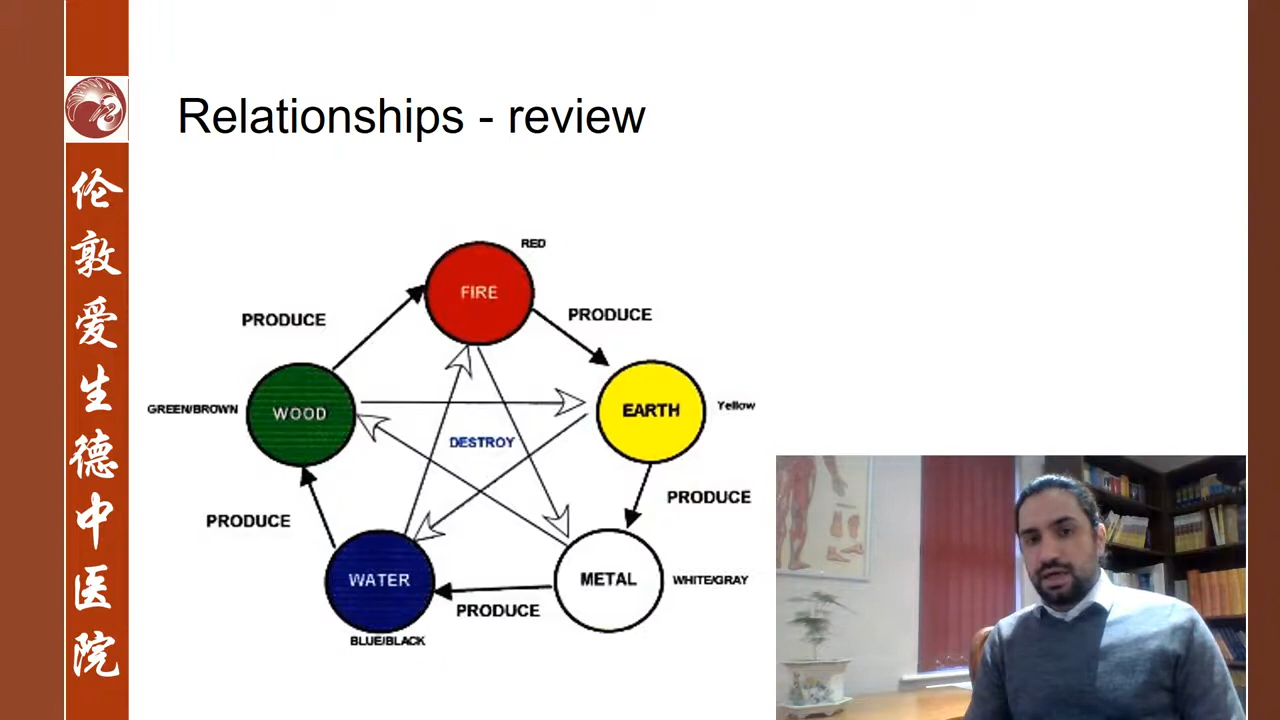 Relationships - review
伦敦爱生德中医院
RED
FIRE
PRODUCE
PRODUCE
WOOD
GREEN/BROWN
EARTH
Yellow
DESTROY
PRODUCE
PRODUCE
WATER
BLUE/BLACK
METAL
WHITE/GRAY
PRODUCE